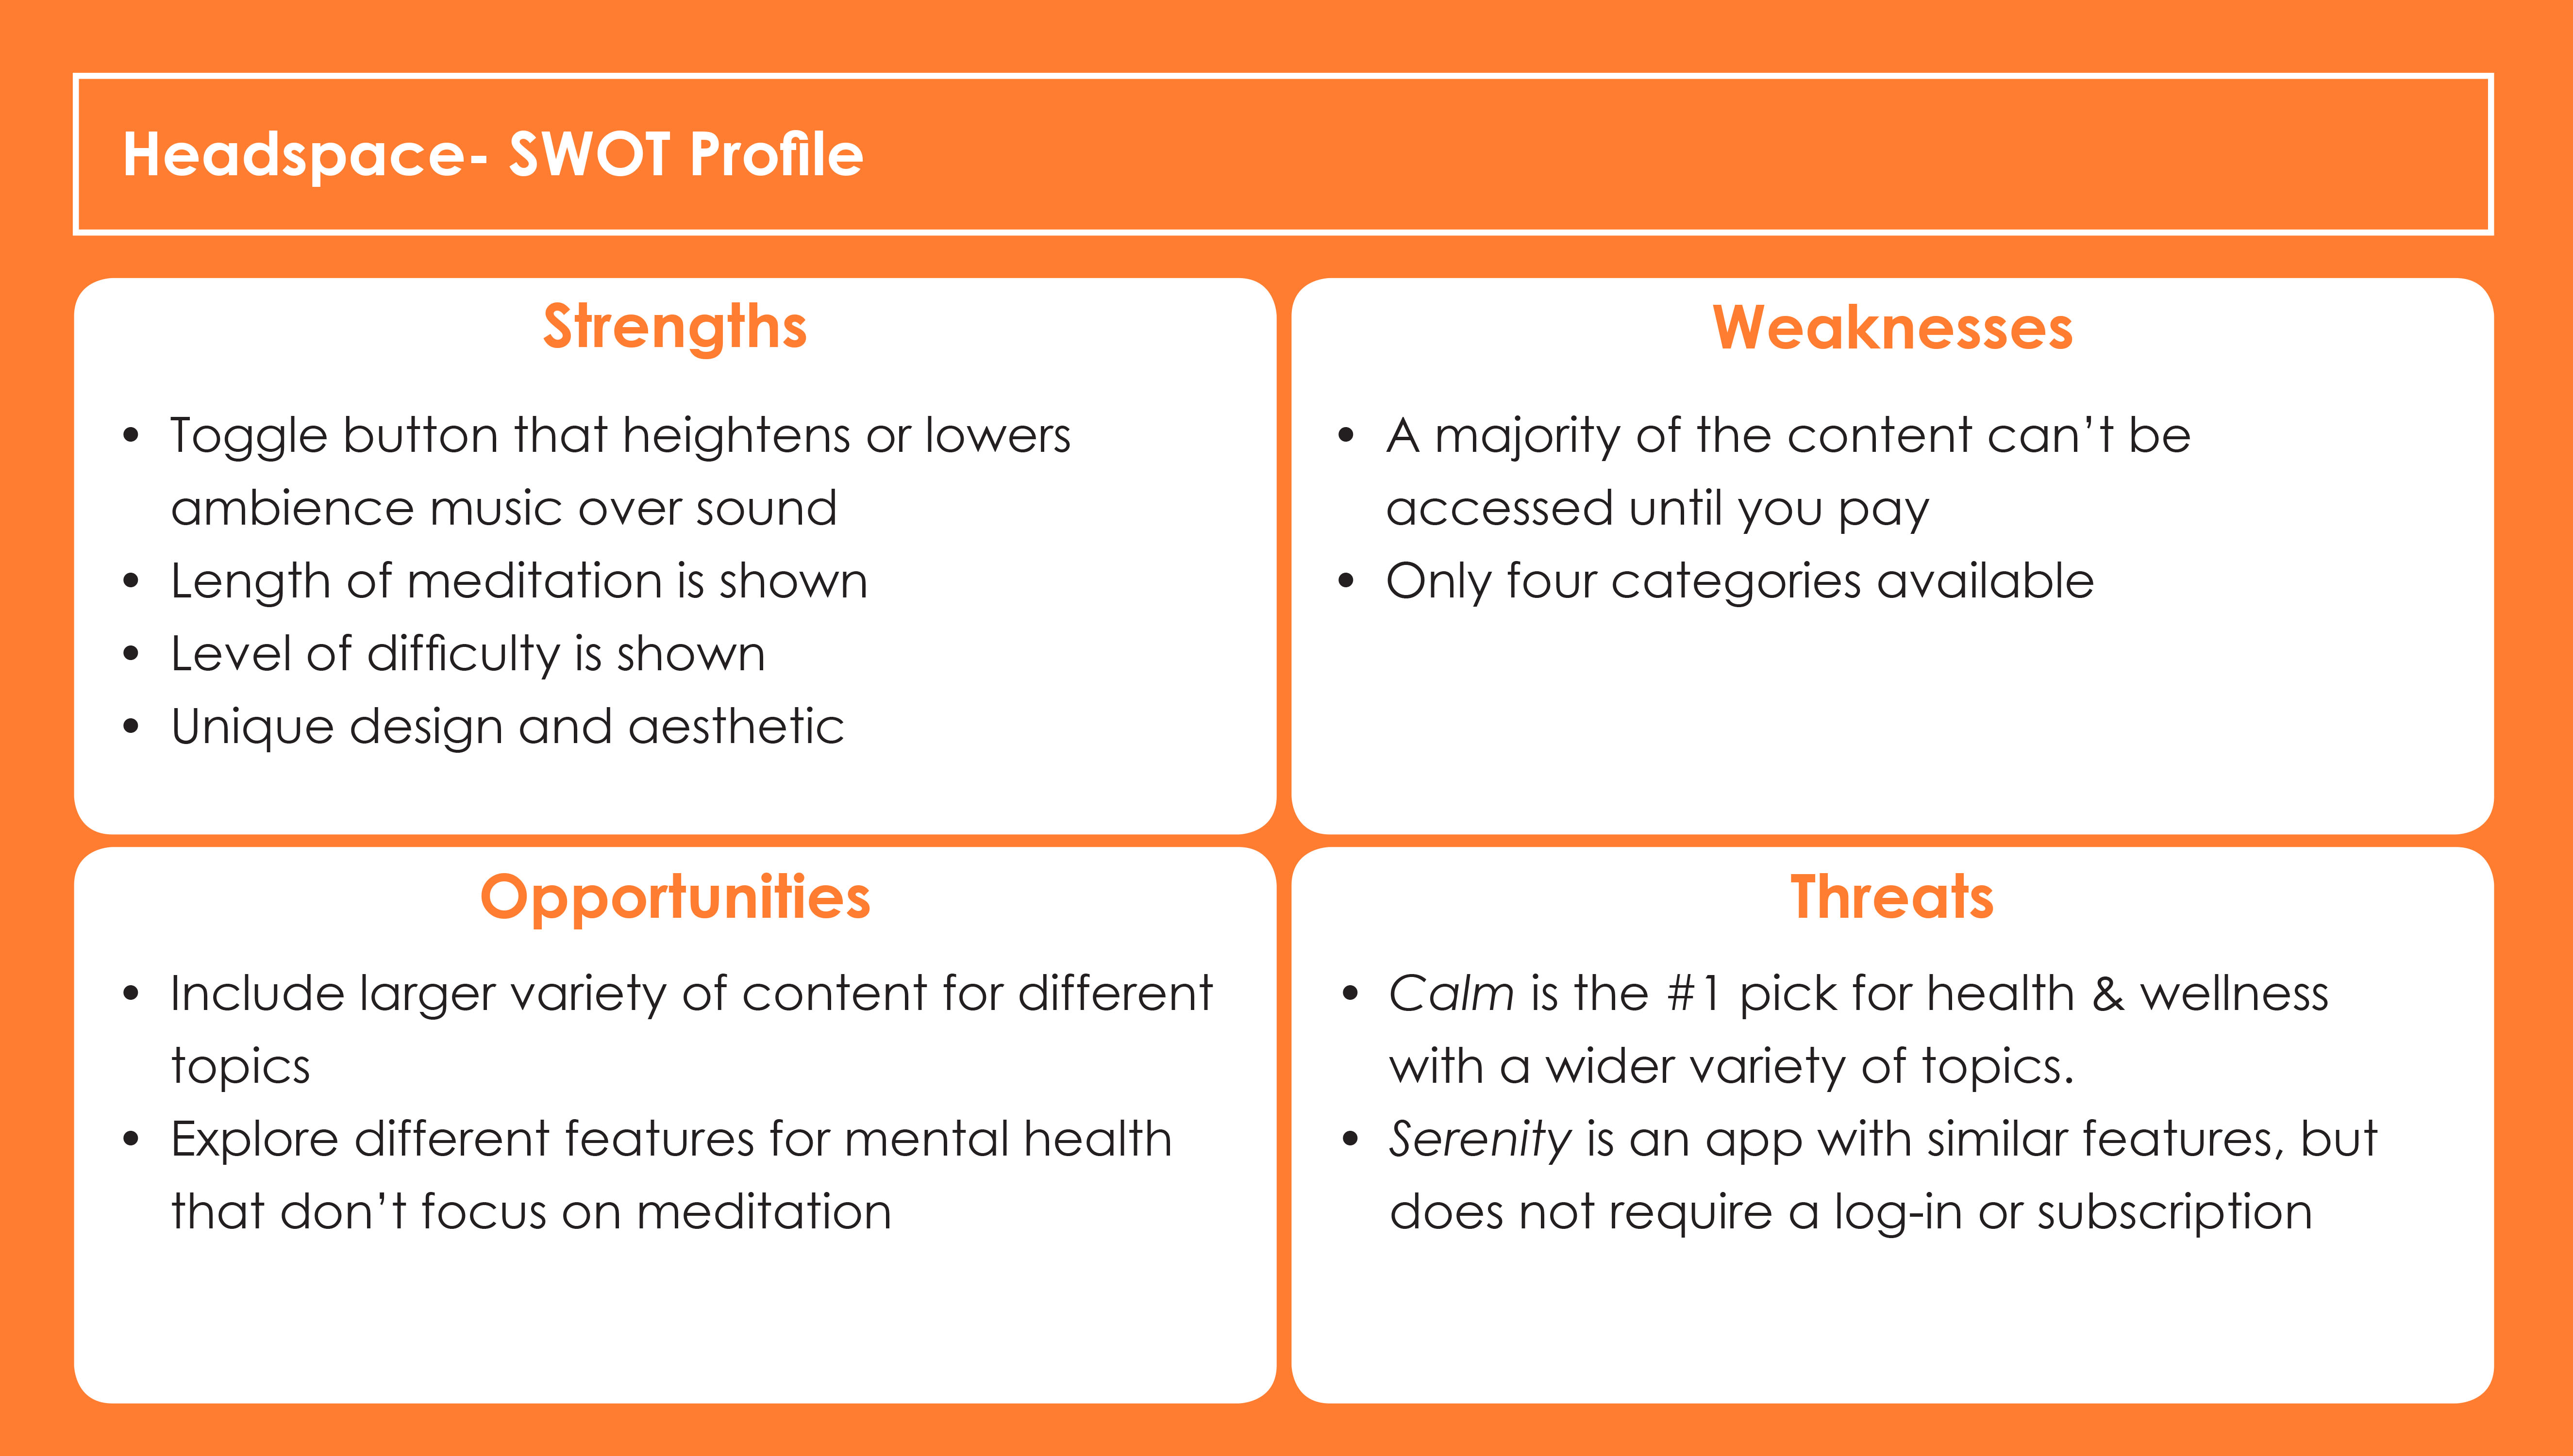 Headspace- SWOT Profile
Strengths
• Toggle button that heightens or lowers
ambience music over sound
• Length of meditation is shown
• Level of difficulty is shown
• Unique design and aesthetic
Weaknesses
• A majority of the content can’t be
accessed until you pay
• Only four categories available
Opportunities
• Include larger variety of content for different
topics
• Explore different features for mental health
that don’t focus on meditation
Threats
• Calm is the #1 pick for health & wellness
with a wider variety of topics.
• Serenity is an app with similar features, but
does not require a log-in or subscription